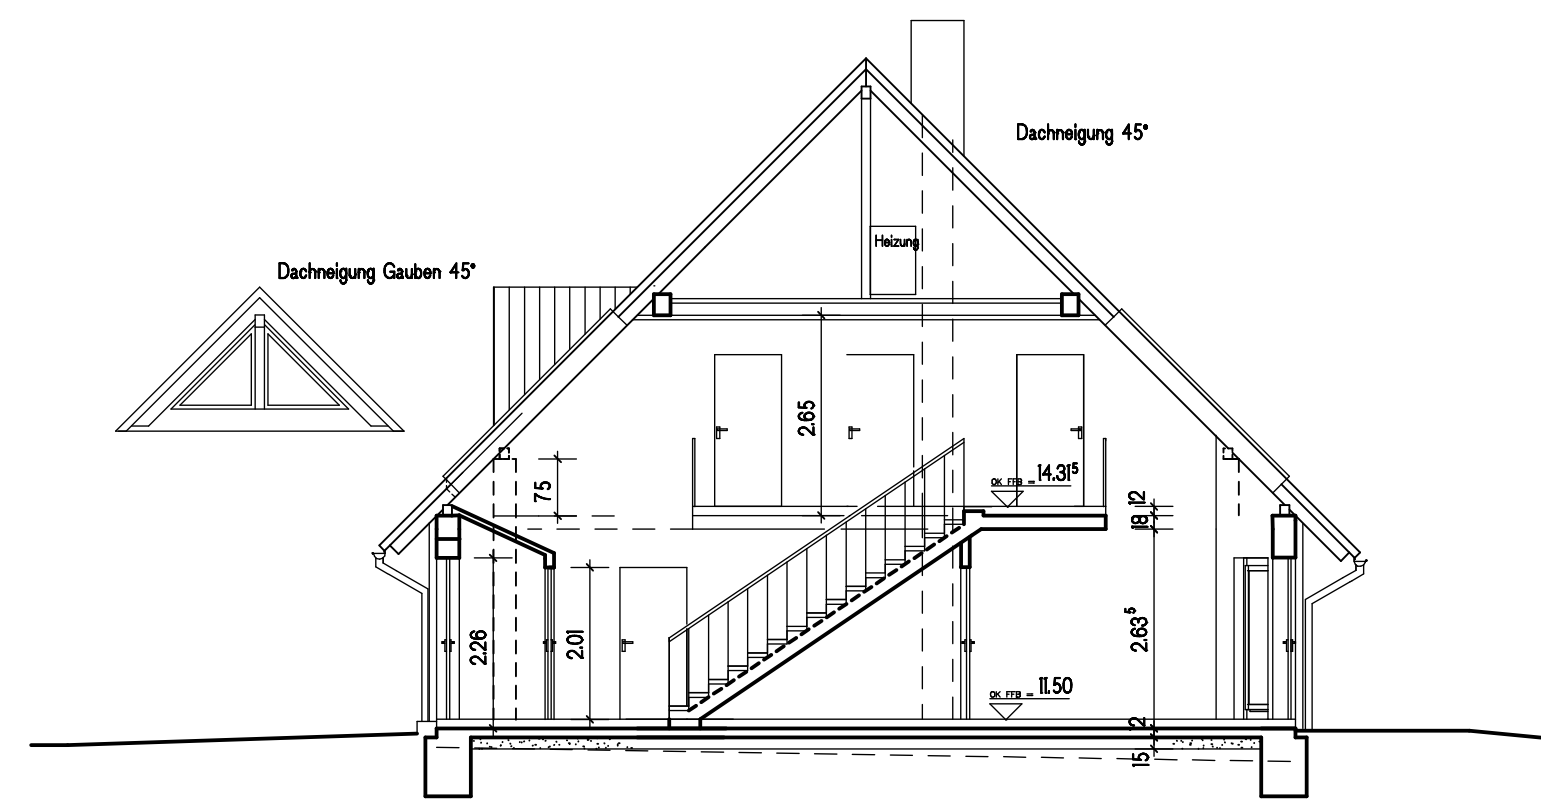 Dachneigung 45°
Heizung
Dachneigung Gauben 45°
2.65
75
OK FFB = 14.31⁵
12
18
2.26
2.01
2.63⁵
OK FFB = 11.50
12
15